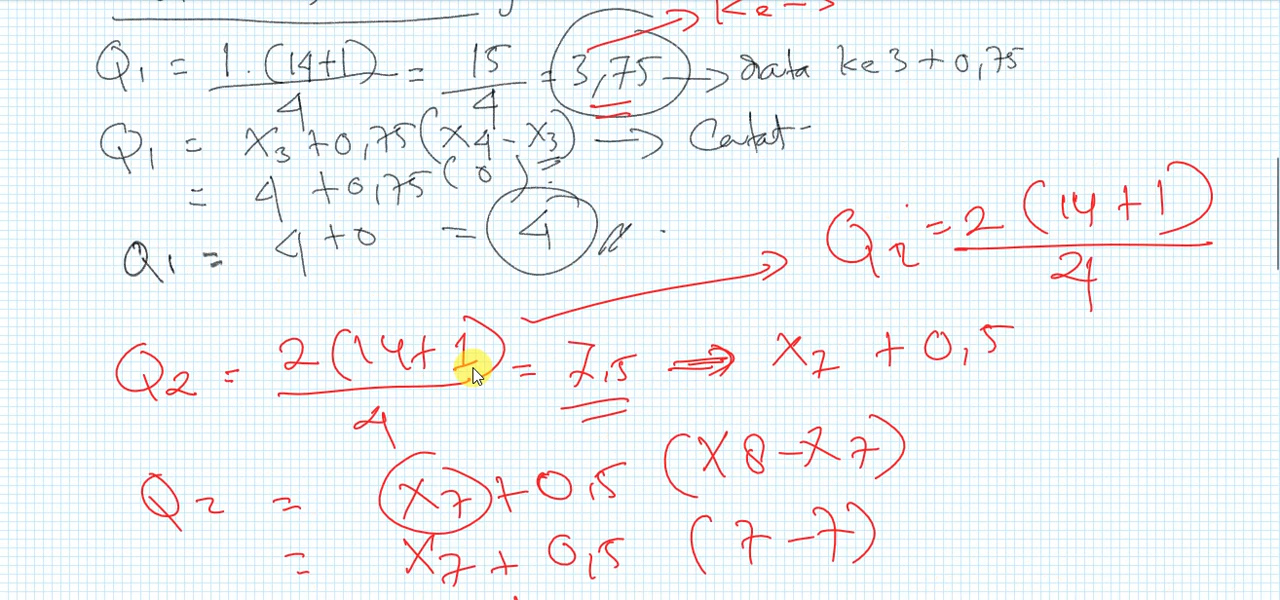 Ke →
Q1 = 1.(14+1)/4 = 15/4 = 3,75 → data ke 3 + 0,75
Q1 = x3 + 0,75 (x4 - x3) →
= 4 + 0,75 (0)
Q1 = 4 + 0 = 4
Q2 = 2(14+1)/4
Q2 = 2(14+1)/4 = 7,5 ⇒ x7 + 0,5
Q2 = x7 + 0,5 (x8 - x7)
= x7 + 0,5 (7 - 7)